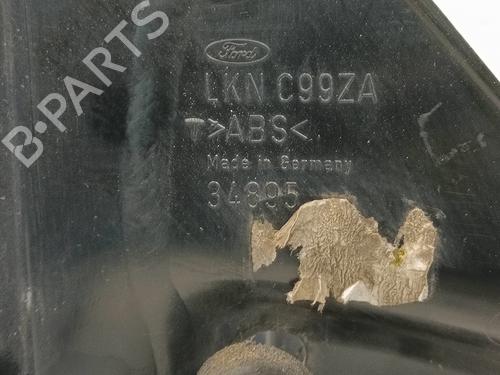 B-PARTS
Ford
LKN C99ZA
>ABS<
Made in Germany
34895